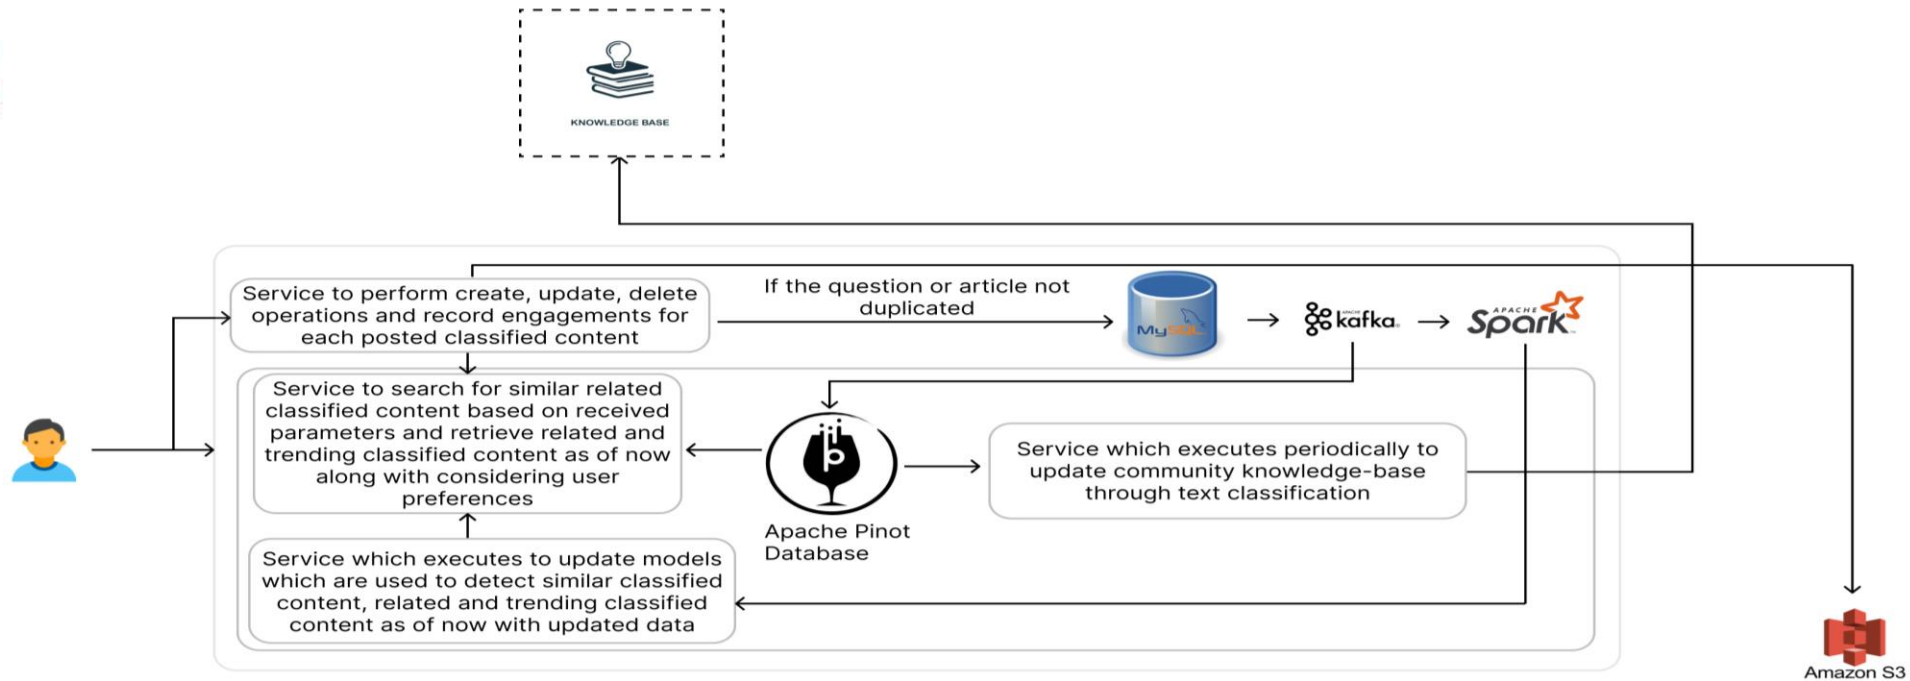 KNOWLEDGE BASE
Service to perform create, update, delete
operations and record engagements for
each posted classified content
If the question or article not
duplicated
MySQL
APACHE
kafka
APACHE
Spark
Service to search for similar related
classified content based on received
parameters and retrieve related and
trending classified content as of now
along with considering user
preferences
Apache Pinot
Database
Service which executes periodically to
update community knowledge-base
through text classification
Service which executes to update models
which are used to detect similar classified
content, related and trending classified
content as of now with updated data
Amazon S3